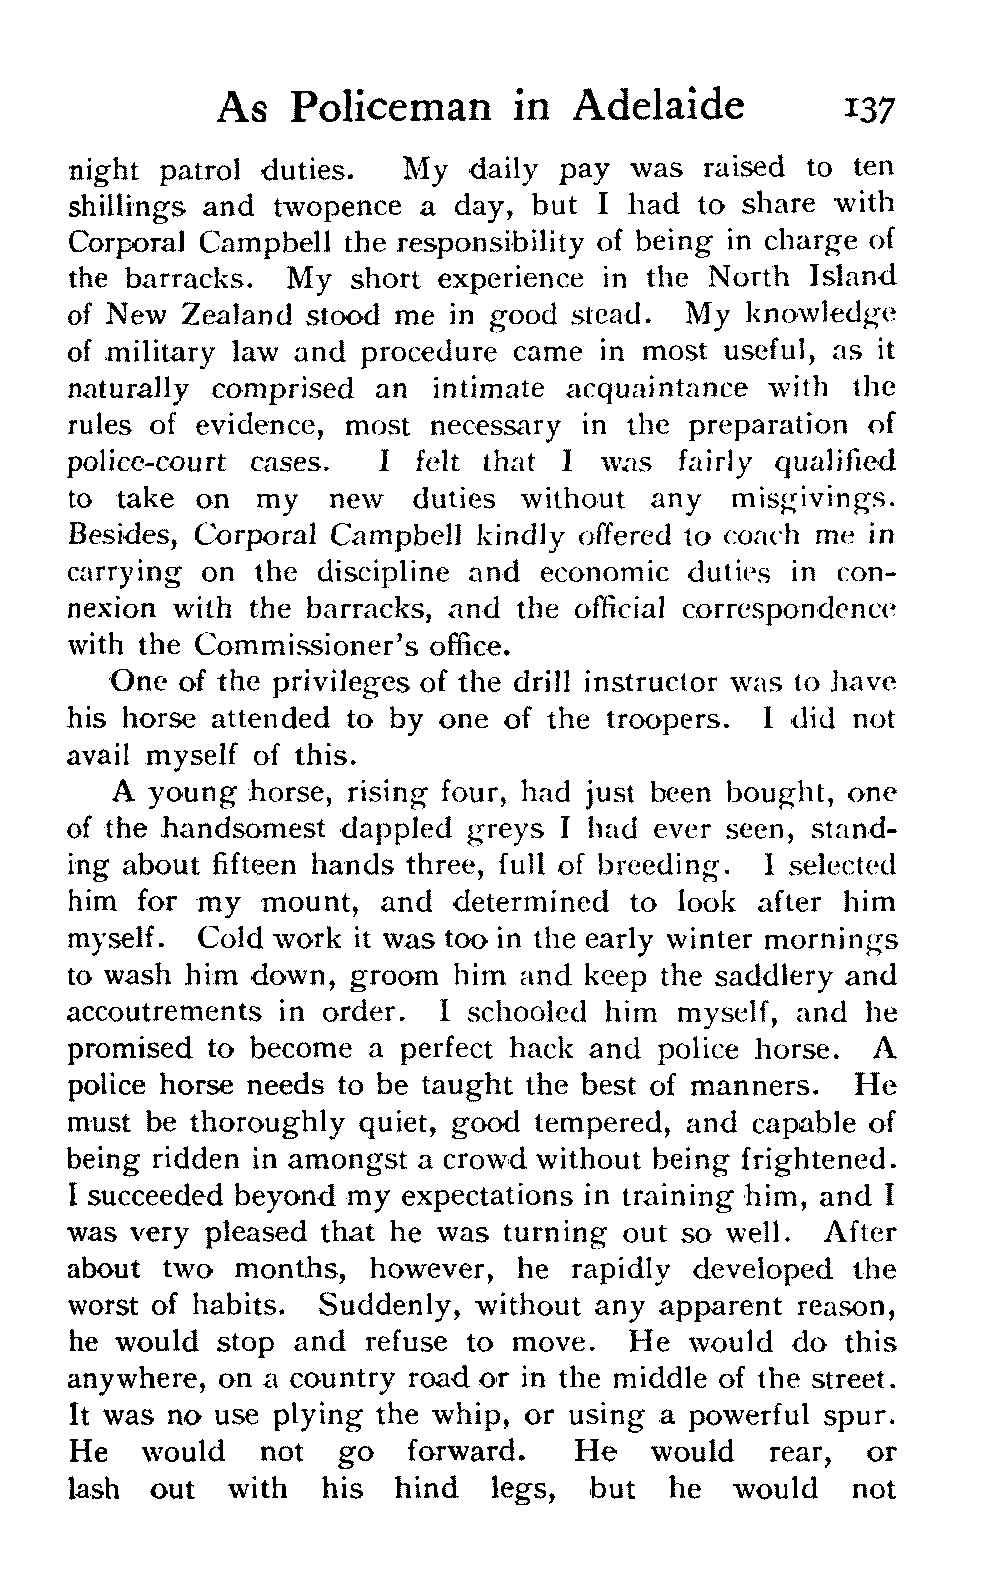 As Policeman in Adelaide 137
night patrol duties. My daily pay was raised to ten
shillings and twopence a day, but I had to share with
Corporal Campbell the responsibility of being in charge of
the barracks. My short experience in the North Island
of New Zealand stood me in good stead. My knowledge
of military law and procedure came in most useful, as it
naturally comprised an intimate acquaintance with the
rules of evidence, most necessary in the preparation of
police-court cases. I felt that I was fairly qualified
to take on my new duties without any misgivings.
Besides, Corporal Campbell kindly offered to coach me in
carrying on the discipline and economic duties in con-
nexion with the barracks, and the official correspondence
with the Commissioner's office.
One of the privileges of the drill instructor was to have
his horse attended to by one of the troopers. I did not
avail myself of this.
A young horse, rising four, had just been bought, one
of the handsomest dappled greys I had ever seen, stand-
ing about fifteen hands three, full of breeding. I selected
him for my mount, and determined to look after him
myself. Cold work it was too in the early winter mornings
to wash him down, groom him and keep the saddlery and
accoutrements in order. I schooled him myself, and he
promised to become a perfect hack and police horse. A
police horse needs to be taught the best of manners. He
must be thoroughly quiet, good tempered, and capable of
being ridden in amongst a crowd without being frightened.
I succeeded beyond my expectations in training him, and I
was very pleased that he was turning out so well. After
about two months, however, he rapidly developed the
worst of habits. Suddenly, without any apparent reason,
he would stop and refuse to move. He would do this
anywhere, on a country road or in the middle of the street.
It was no use plying the whip, or using a powerful spur.
He would not go forward. He would rear, or
lash out with his hind legs, but he would not